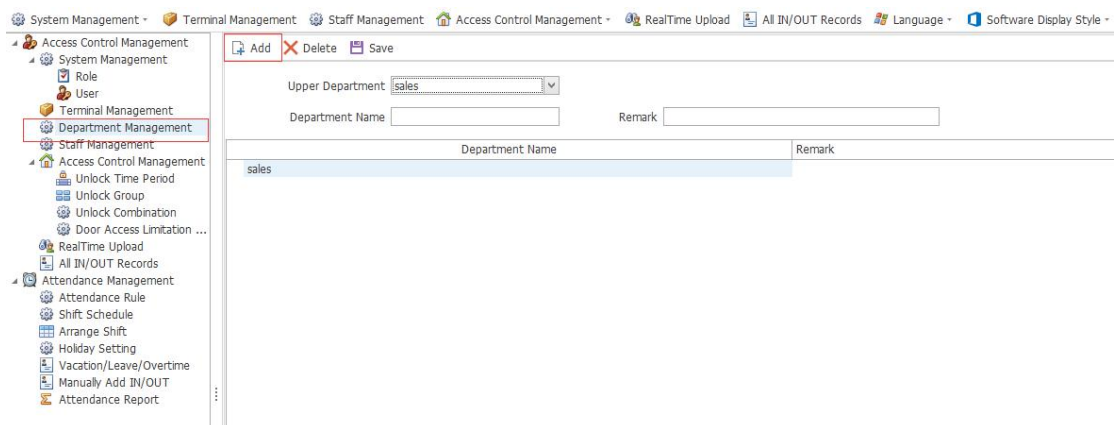 System Management Terminal Management Staff Management Access Control Management RealTime Upload All IN/OUT Records Language Software Display Style
Access Control Management
System Management
Role
User
Terminal Management
Department Management
Staff Management
Access Control Management
Unlock Time Period
Unlock Group
Unlock Combination
Door Access Limitation ...
RealTime Upload
All IN/OUT Records
Attendance Management
Attendance Rule
Shift Schedule
Arrange Shift
Holiday Setting
Vacation/Leave/Overtime
Manually Add IN/OUT
Attendance Report
Add Delete Save
Upper Department sales
Department Name Remark
Department Name Remark
sales